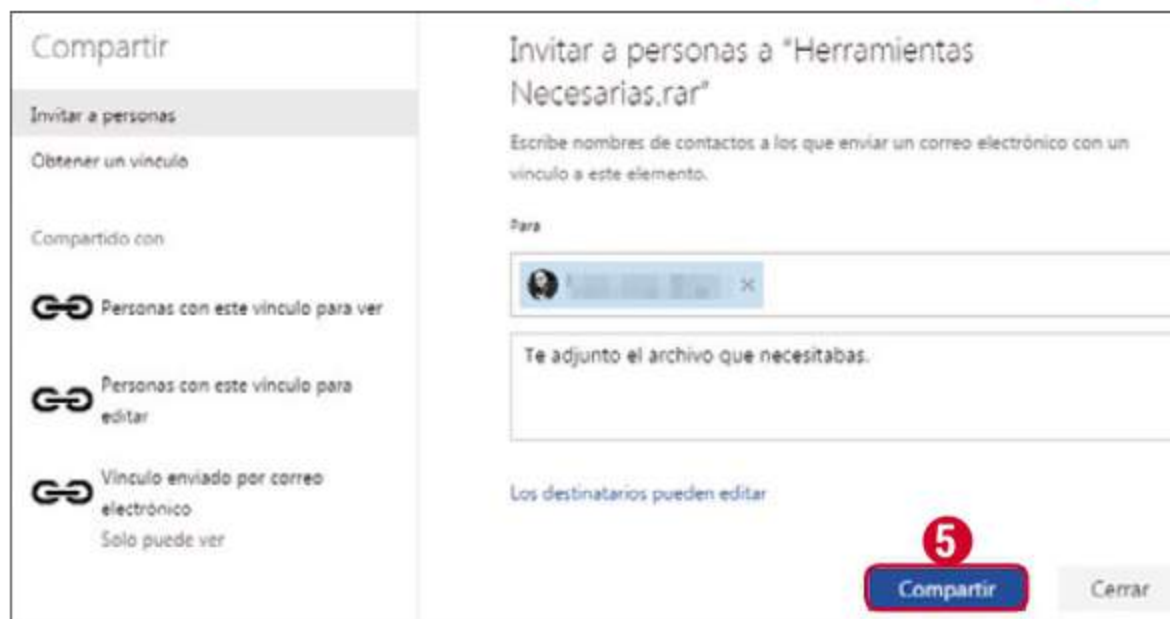 Compartir
Invitar a personas
Obtener un vínculo
Compartido con
Personas con este vínculo para ver
Personas con este vínculo para
editar
Vínculo enviado por correo
electrónico
Solo puede ver
Invitar a personas a "Herramientas
Necesarias.rar"
Escribe nombres de contactos a los que enviar un correo electrónico con un
vínculo a este elemento.
Para
Te adjunto el archivo que necesitabas.
Los destinatarios pueden editar
5
Compartir
Cerrar